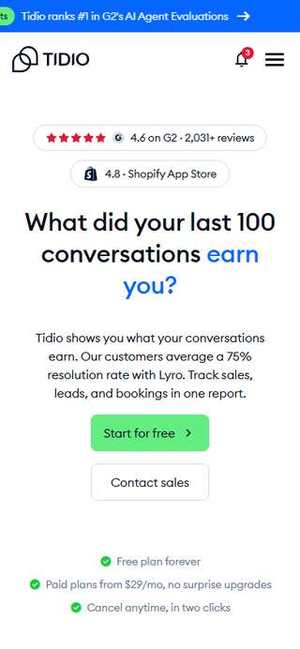 ts Tidio ranks #1 in G2's AI Agent Evaluations
TIDIO
3
4.6 on G2 · 2,031+ reviews
4.8 · Shopify App Store
What did your last 100
conversations earn
you?
Tidio shows you what your conversations
earn. Our customers average a 75%
resolution rate with Lyro. Track sales,
leads, and bookings in one report.
Start for free
Contact sales
Free plan forever
Paid plans from $29/mo, no surprise upgrades
Cancel anytime, in two clicks